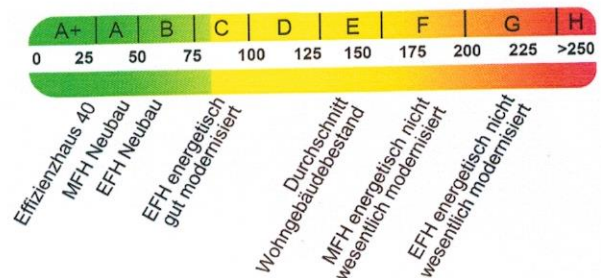 A+ A B C D E F G H
0 25 50 75 100 125 150 175 200 225 >250
Effizienzhaus 40
MFH Neubau
EFH Neubau
EFH energetisch
gut modernisiert
Durchschnitt
Wohngebäudebestand
MFH energetisch nicht
wesentlich modernisiert
EFH energetisch nicht
wesentlich modernisiert